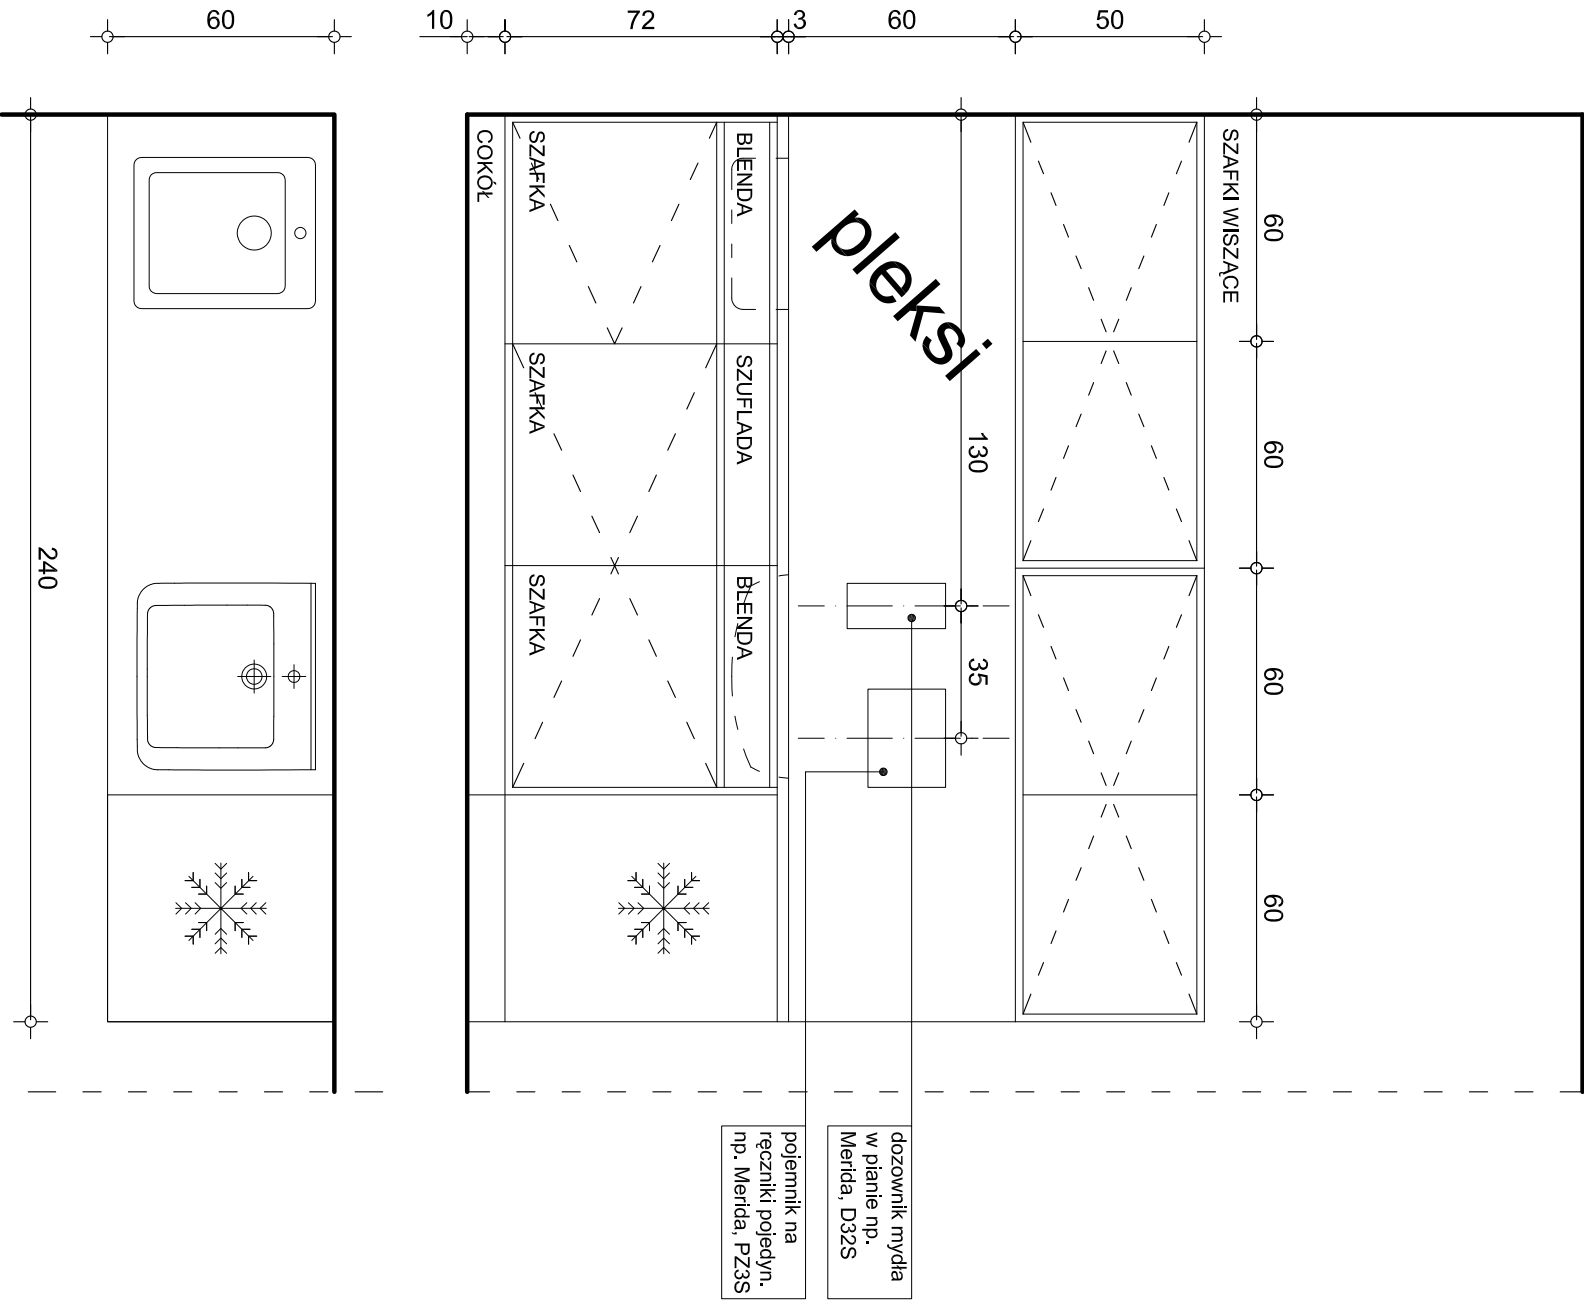 60
10
72
3
60
50
COKÓŁ
SZAFKA
BLENDA
SZAFKI WISZĄCE
60
pleksi
SZAFKA
SZUFLADA
130
60
240
SZAFKA
BLENDA
35
60
60
dozownik mydła
w pianie np.
Merida, D32S
pojemnik na
ręczniki pojedyn.
np. Merida, PZ3S